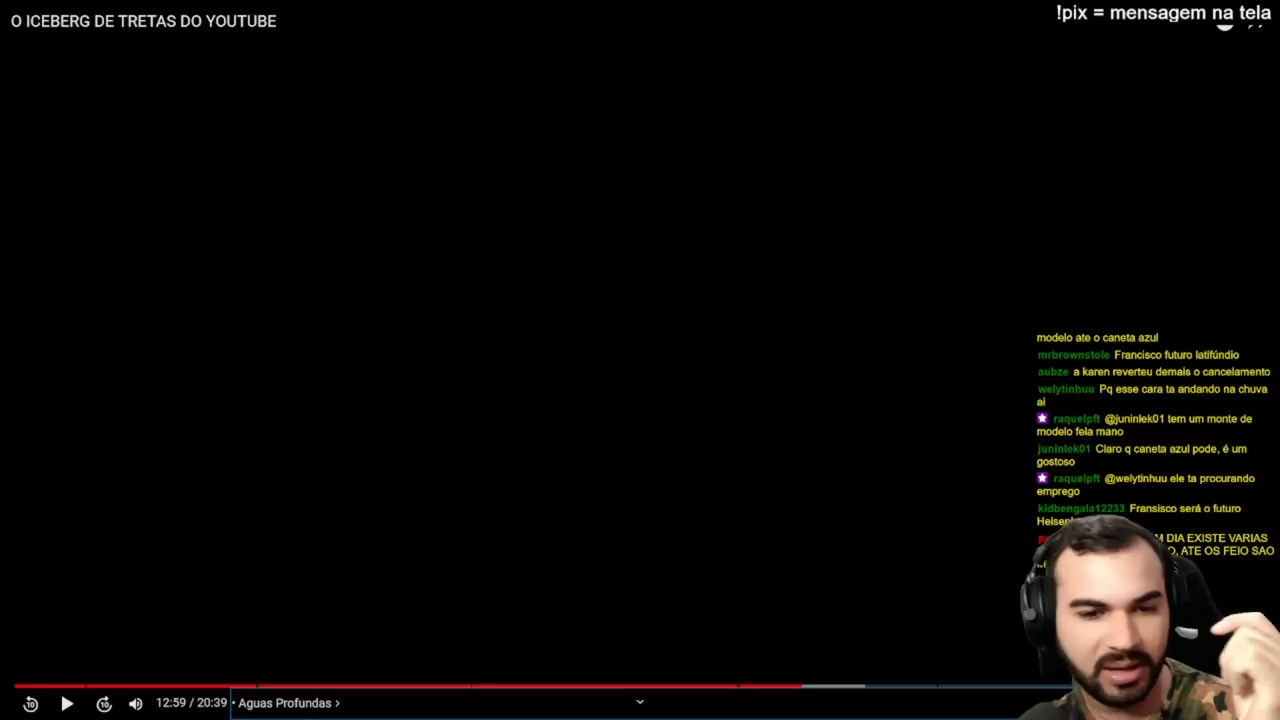 O ICEBERG DE TRETAS DO YOUTUBE
!pix = mensagem na tela
modelo ate o caneta azul
mrbrownstole Francisco futuro latifúndio
aubze a karen reverteu demais o cancelamento
welytinhuu Pq esse cara ta andando na chuva
ai
raquelpft @juninlek01 tem um monte de
modelo feia mano
juninlek01 Claro q caneta azul pode, é um
gostoso
raquelpft @welytinhuu ele ta procurando
emprego
kidbengala12233 Fransisco será o futuro
DIA EXISTE VARIAS
ATE OS FEIO SAO
10 10 12:59 / 20:39 • Aguas Profundas >